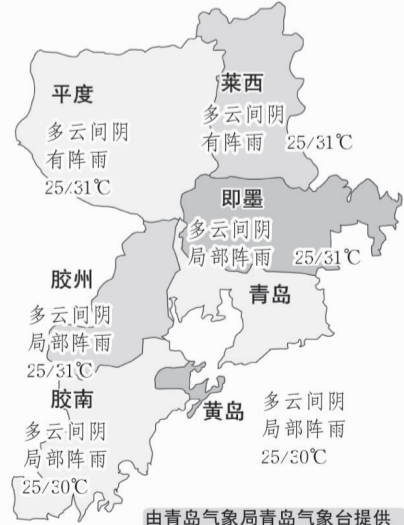 平度
多云间阴
有阵雨
25/31℃
莱西
多云间阴
有阵雨 25/31℃
即墨
多云间阴
局部阵雨 25/31℃
青岛
胶州
多云间阴
局部阵雨
25/31℃
胶南
多云间阴
局部阵雨
25/30℃
黄岛
多云间阴
局部阵雨
25/30℃
由青岛气象局青岛气象台提供